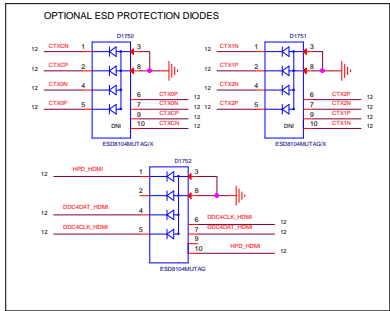 OPTIONAL ESD PROTECTION DIODES
D1750
12 CTXCN 1 3
12 CTXCP 2 8
12 CTX0N 4
12 CTX0P 5
6 CTX0P 12
7 CTX0N 12
9 CTXCP 12
DNI 10 CTXCN 12
ESD8104MUTAG/X
D1751
12 CTX1N 1 3
12 CTX1P 2 8
12 CTX2N 4
12 CTX2P 5
6 CTX2P 12
7 CTX2N 12
9 CTX1P 12
DNI 10 CTX1N 12
ESD8104MUTAG/X
D1752
12 HPD_HDMI 1 3
2 8
12 DDC4DAT_HDMI 4
12 DDC4CLK_HDMI 5
6 DDC4CLK_HDMI 12
7 DDC4DAT_HDMI 12
9
10 HPD_HDMI 12
ESD8104MUTAG